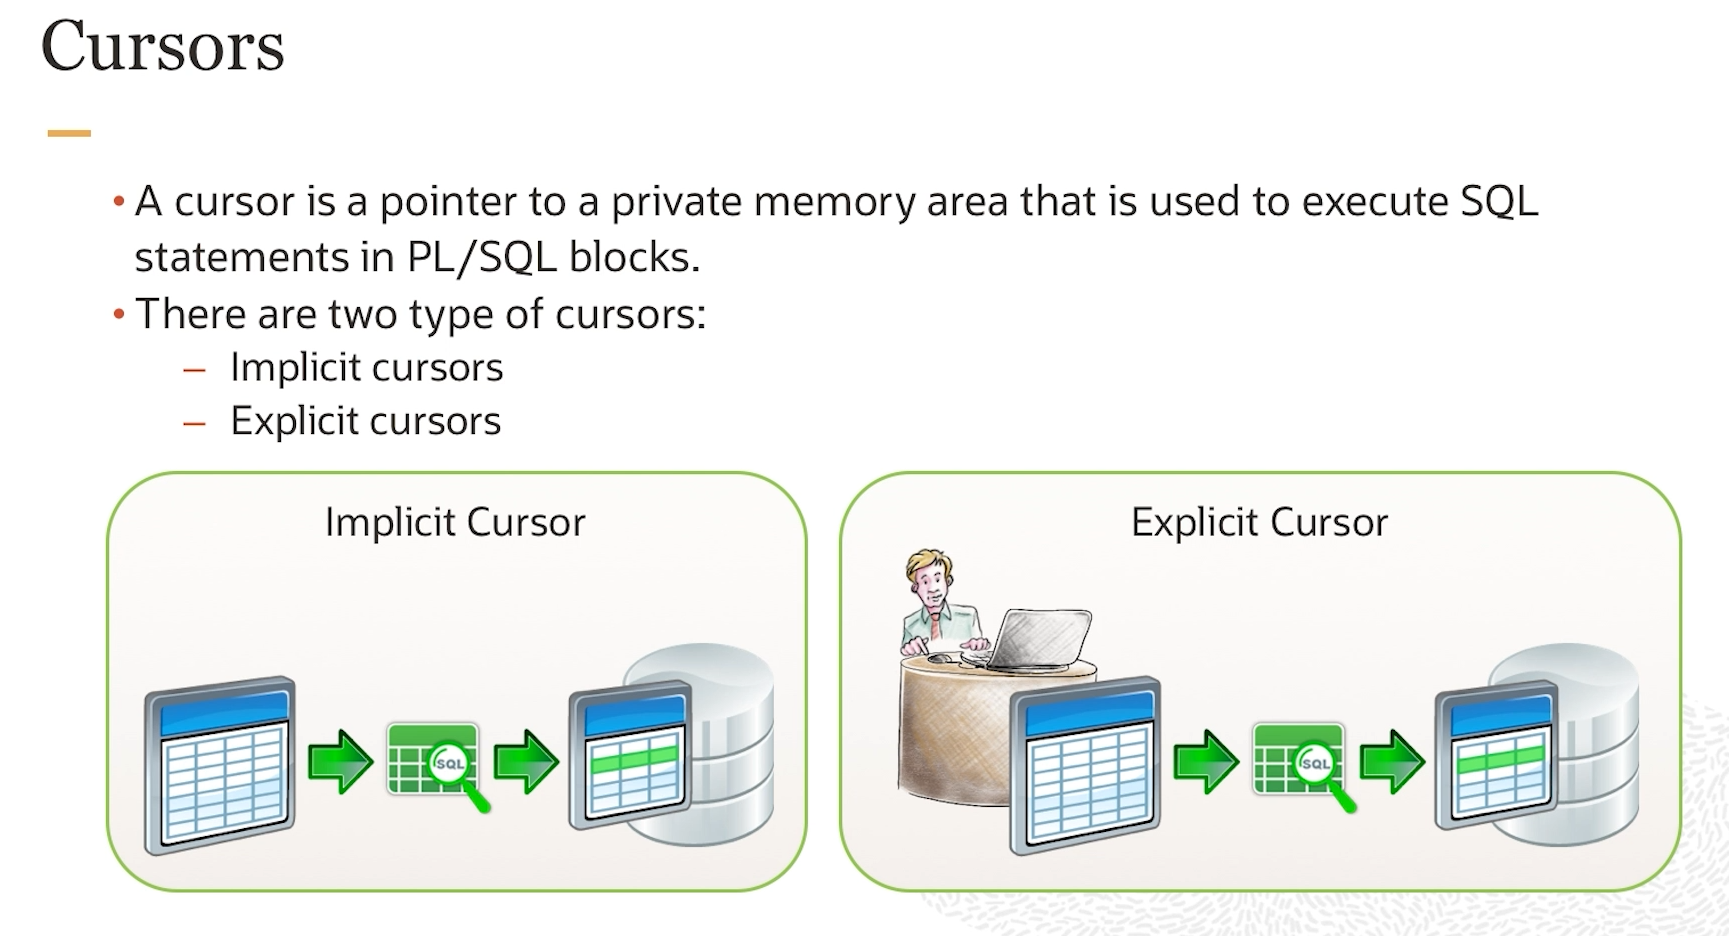 Cursors
• A cursor is a pointer to a private memory area that is used to execute SQL
statements in PL/SQL blocks.
• There are two type of cursors:
– Implicit cursors
– Explicit cursors
Implicit Cursor
SQL
Explicit Cursor
SQL